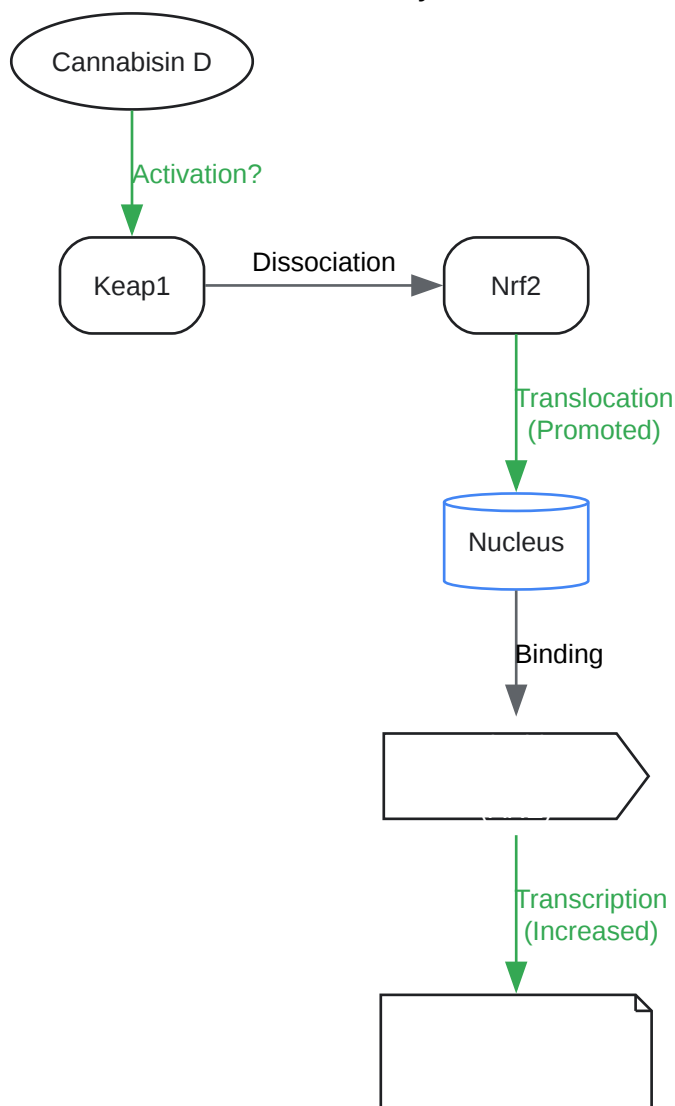 Cannabisin D
Activation?
Keap1
Dissociation
Nrf2
Translocation
(Promoted)
Nucleus
Binding
Transcription
(Increased)